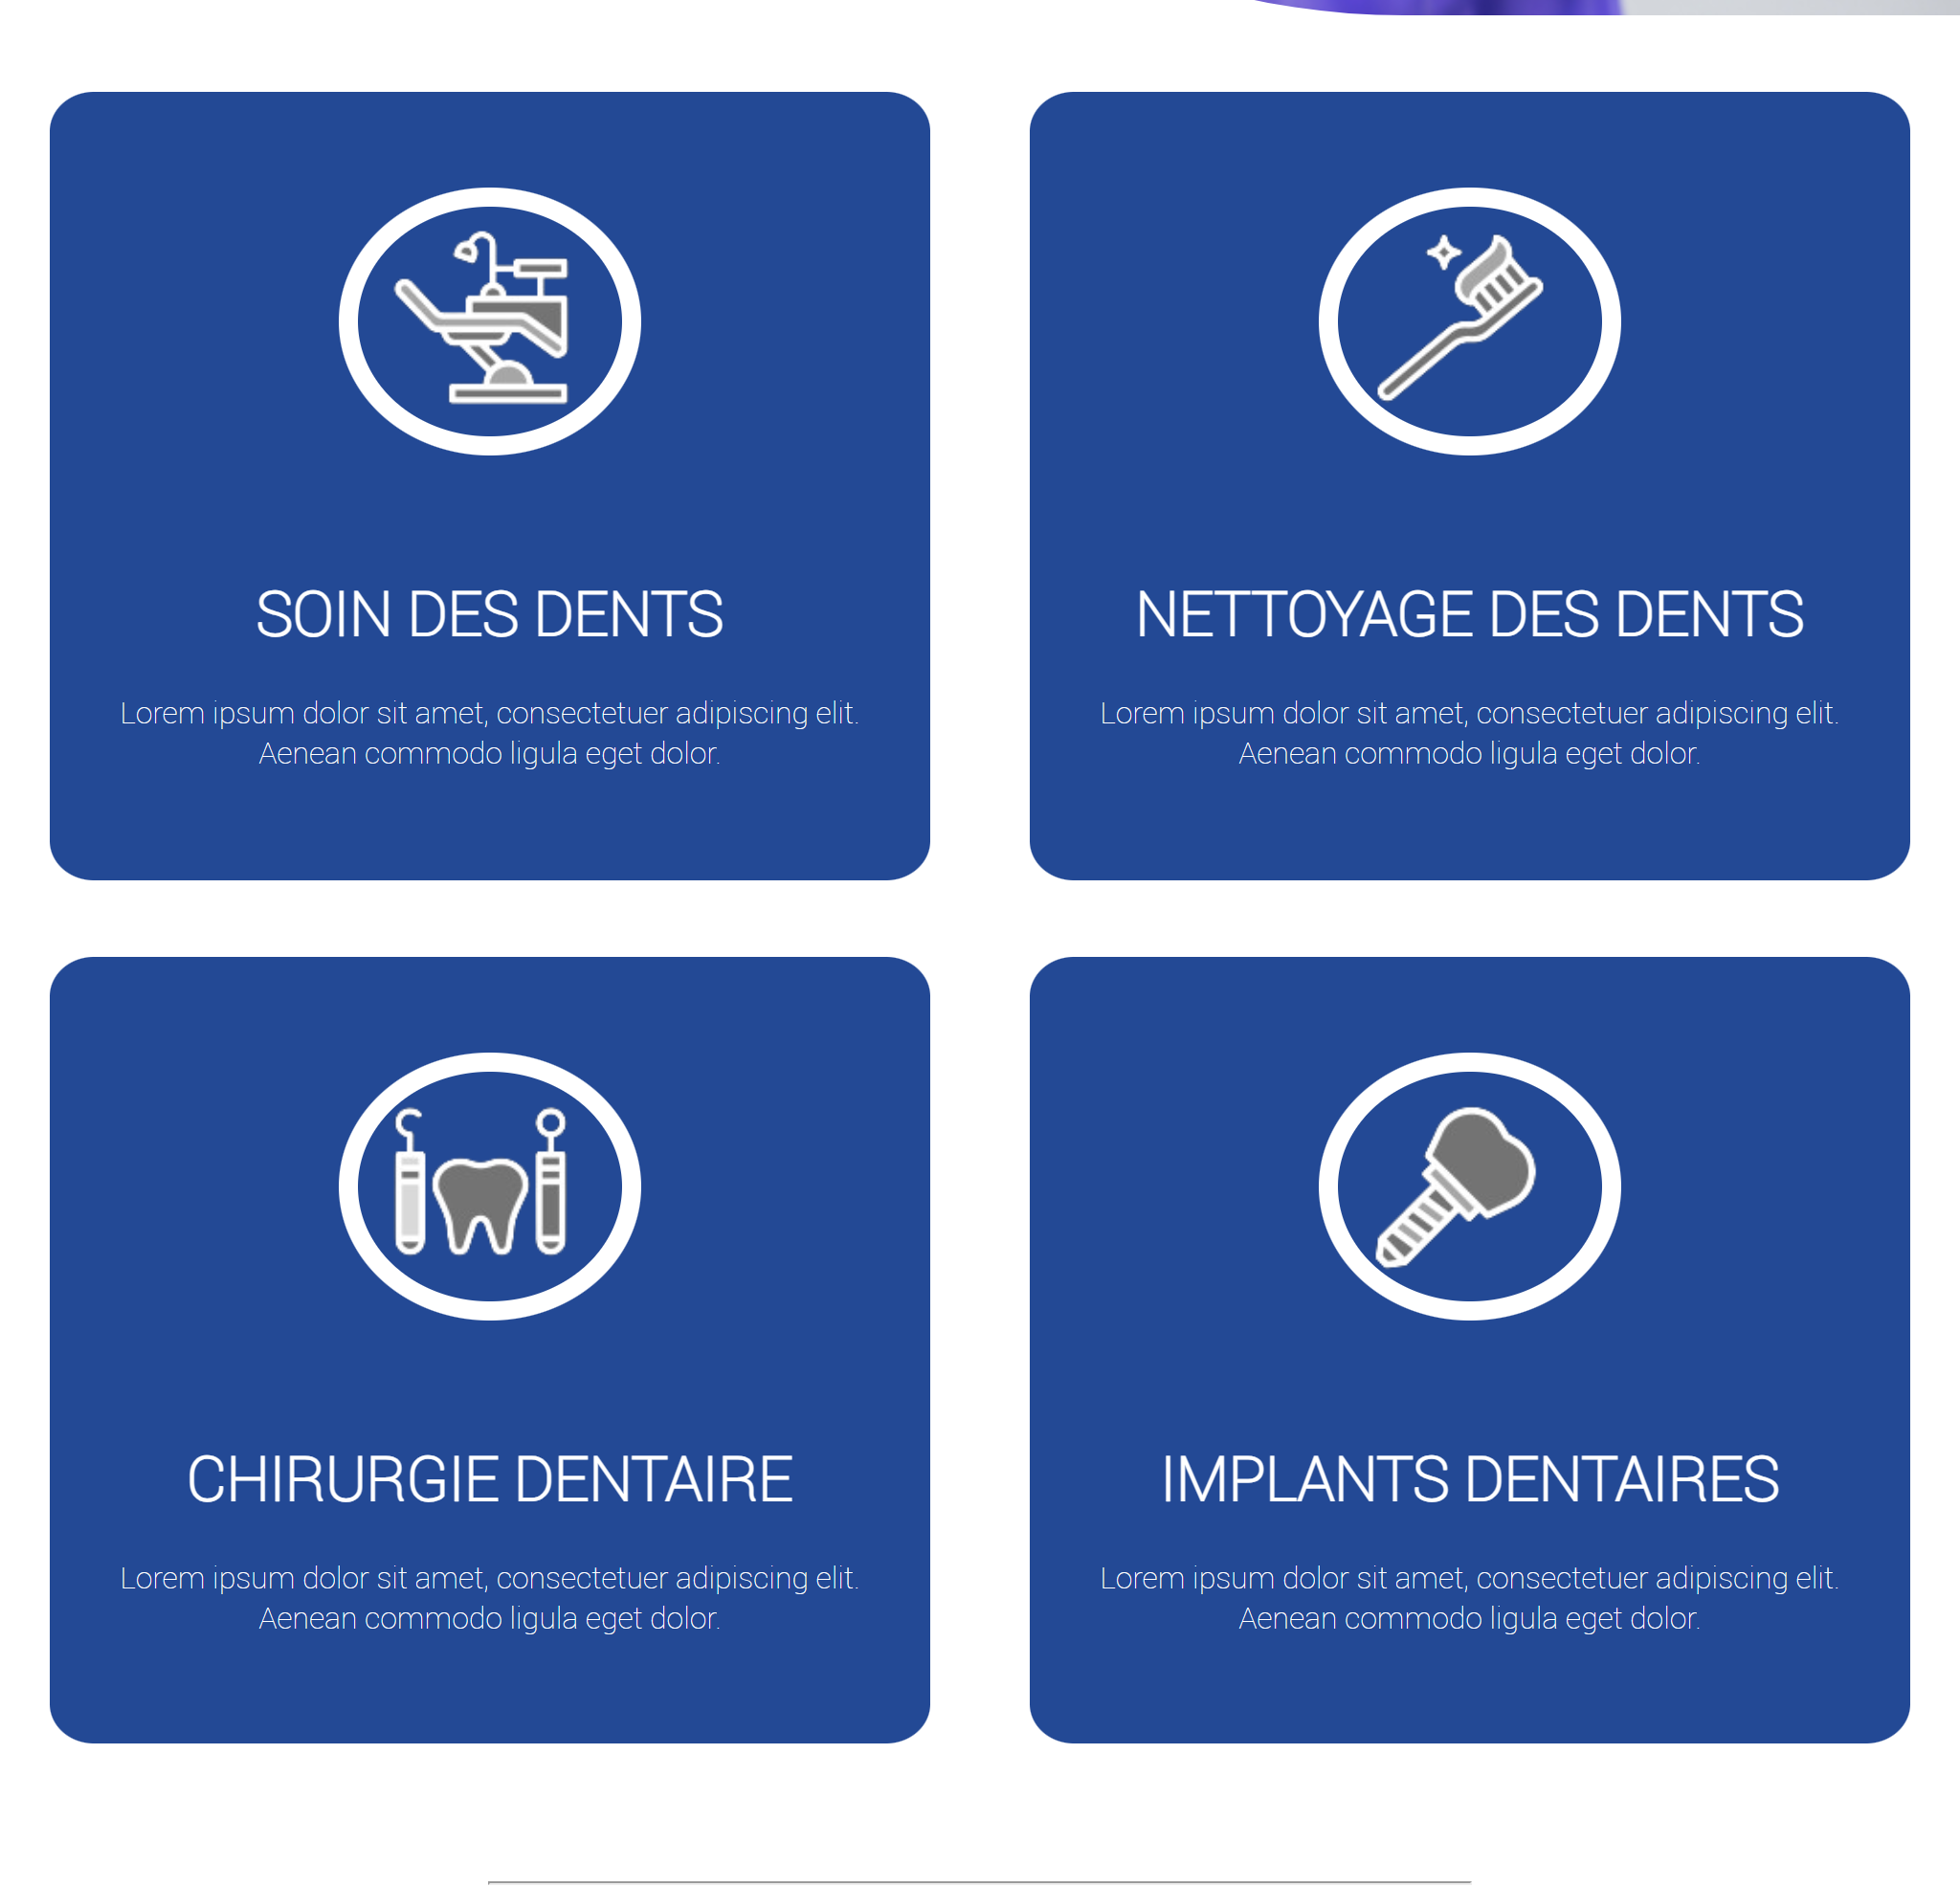 SOIN DES DENTS
Lorem ipsum dolor sit amet, consectetuer adipiscing elit.
Aenean commodo ligula eget dolor.
NETTOYAGE DES DENTS
Lorem ipsum dolor sit amet, consectetuer adipiscing elit.
Aenean commodo ligula eget dolor.
CHIRURGIE DENTAIRE
Lorem ipsum dolor sit amet, consectetuer adipiscing elit.
Aenean commodo ligula eget dolor.
IMPLANTS DENTAIRES
Lorem ipsum dolor sit amet, consectetuer adipiscing elit.
Aenean commodo ligula eget dolor.